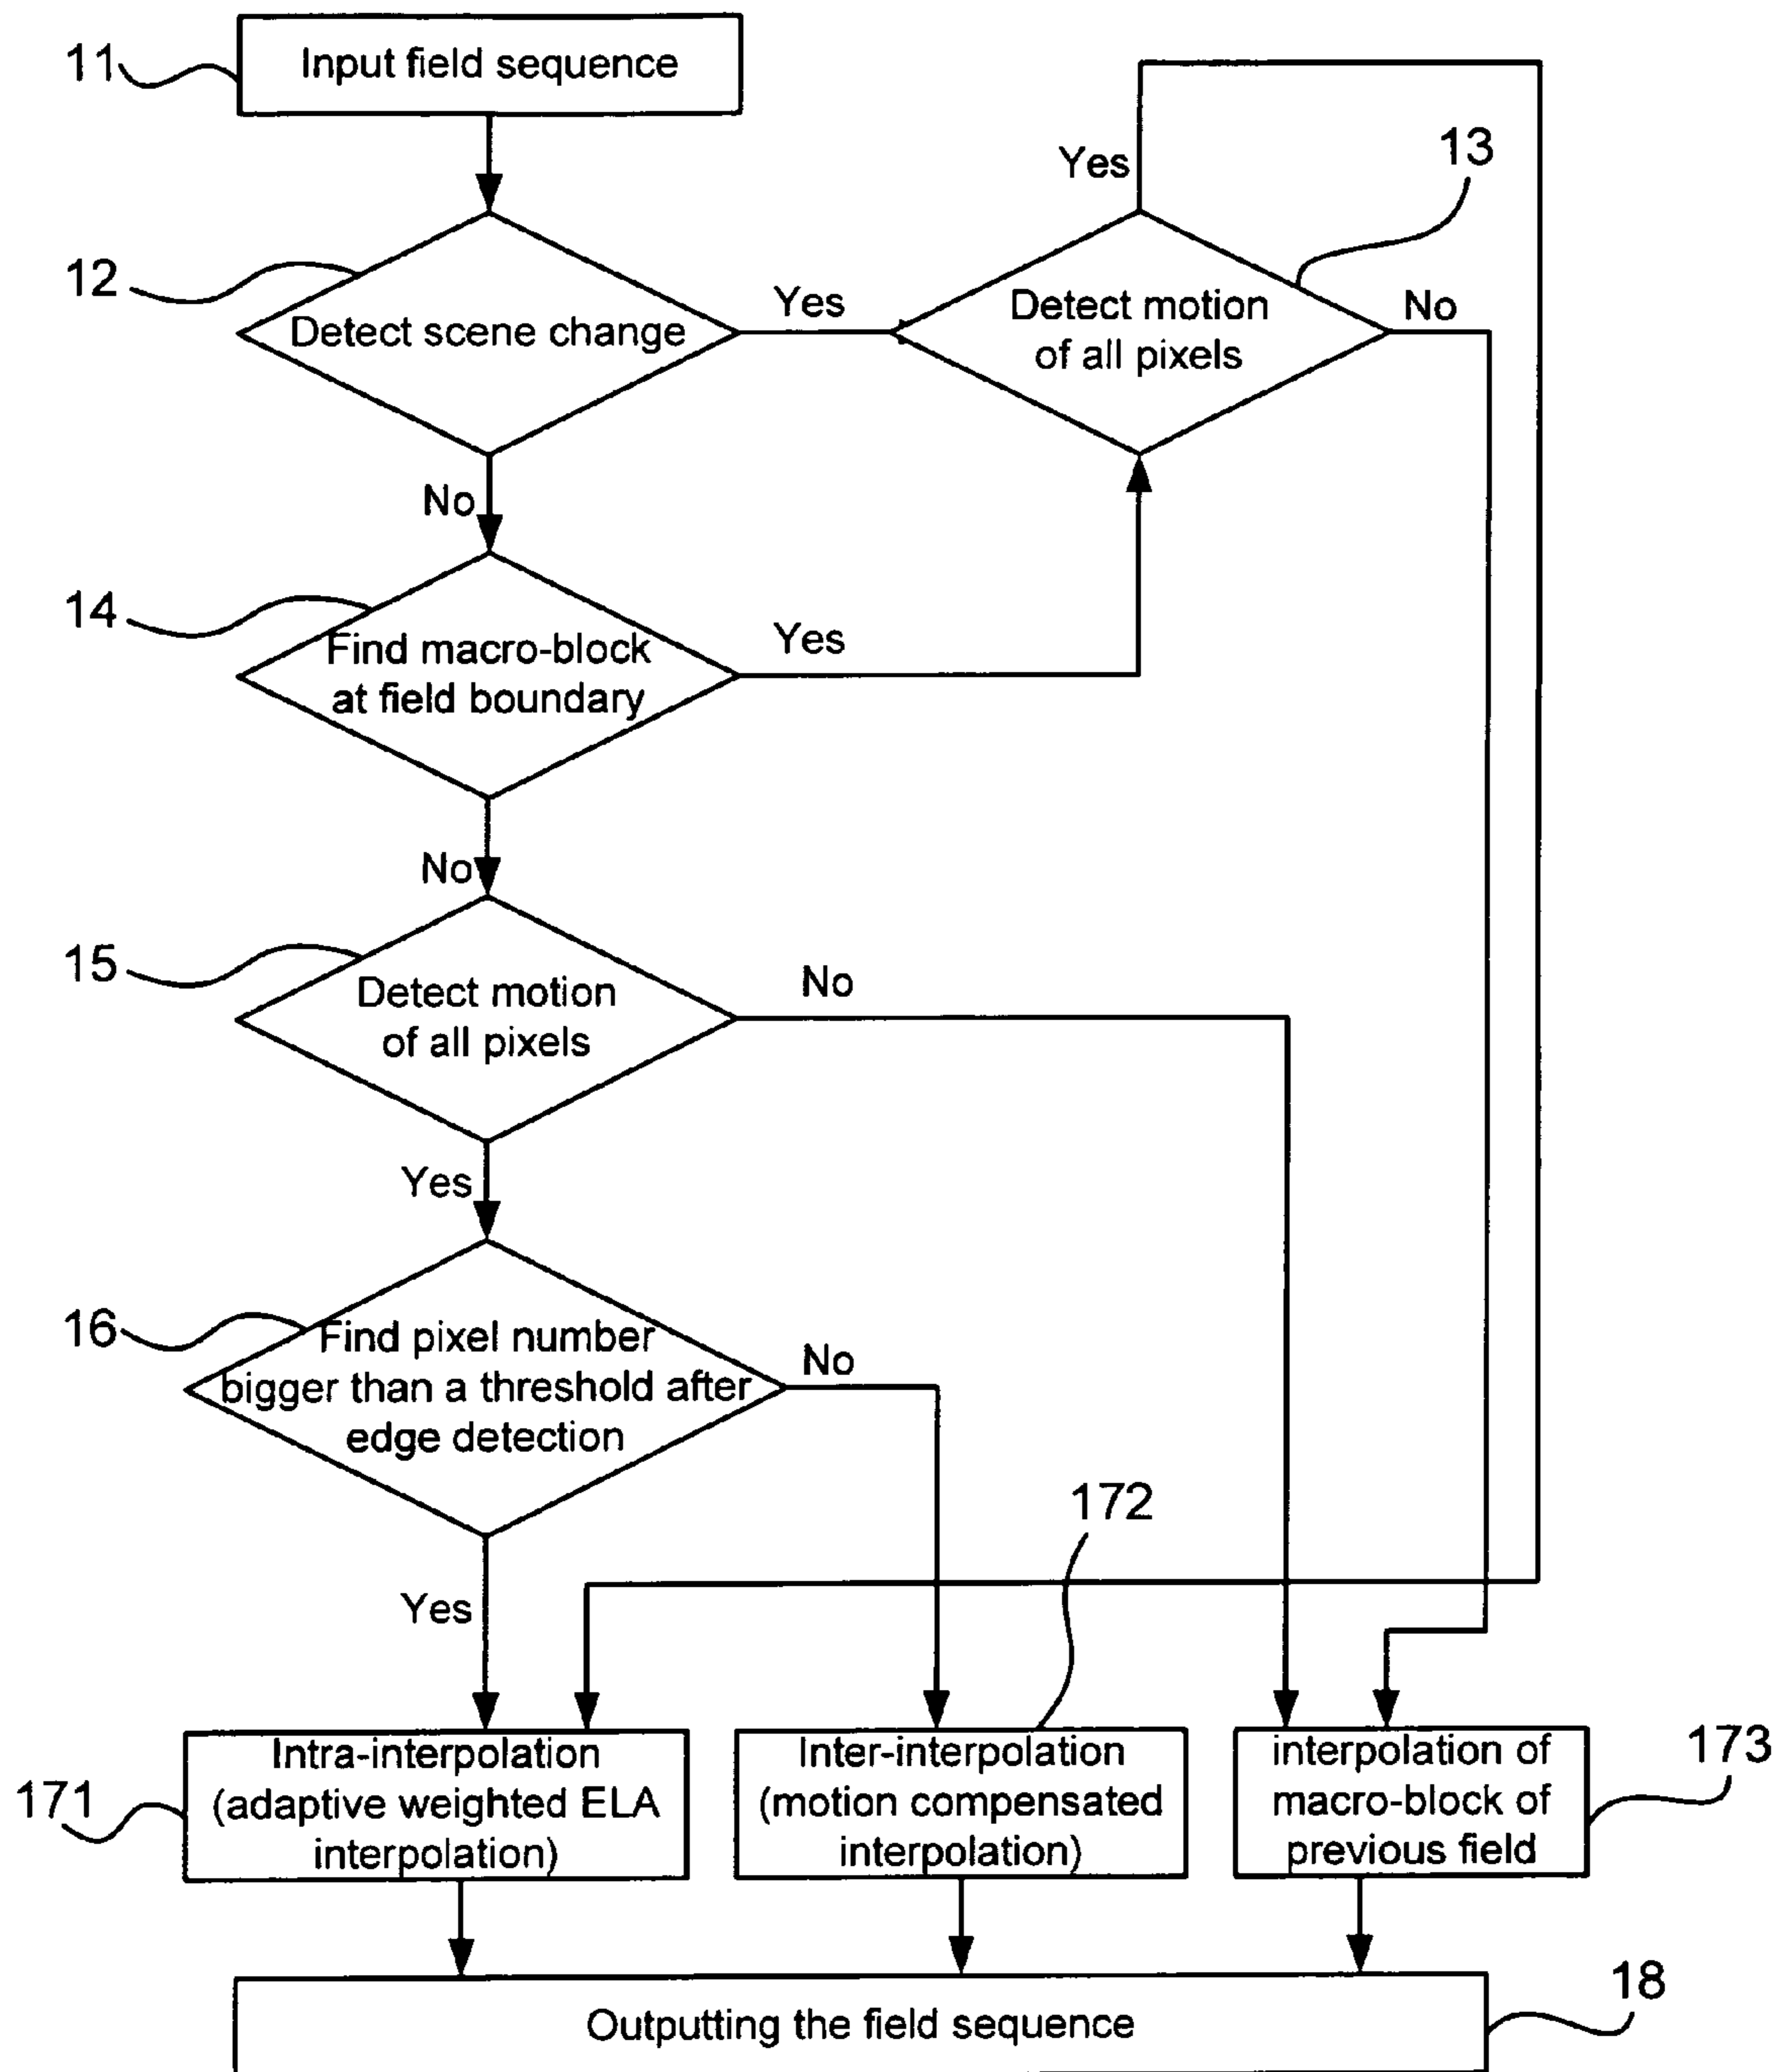 11
Input field sequence
13
Yes
12
Detect scene change
Yes
Detect motion
of all pixels
No
No
14
Find macro-block
at field boundary
Yes
No
15
Detect motion
of all pixels
No
Yes
16
Find pixel number
bigger than a threshold after
edge detection
No
172
Yes
171
Intra-interpolation
(adaptive weighted ELA
interpolation)
Inter-interpolation
(motion compensated
interpolation)
interpolation of
macro-block of
previous field
173
18
Outputting the field sequence